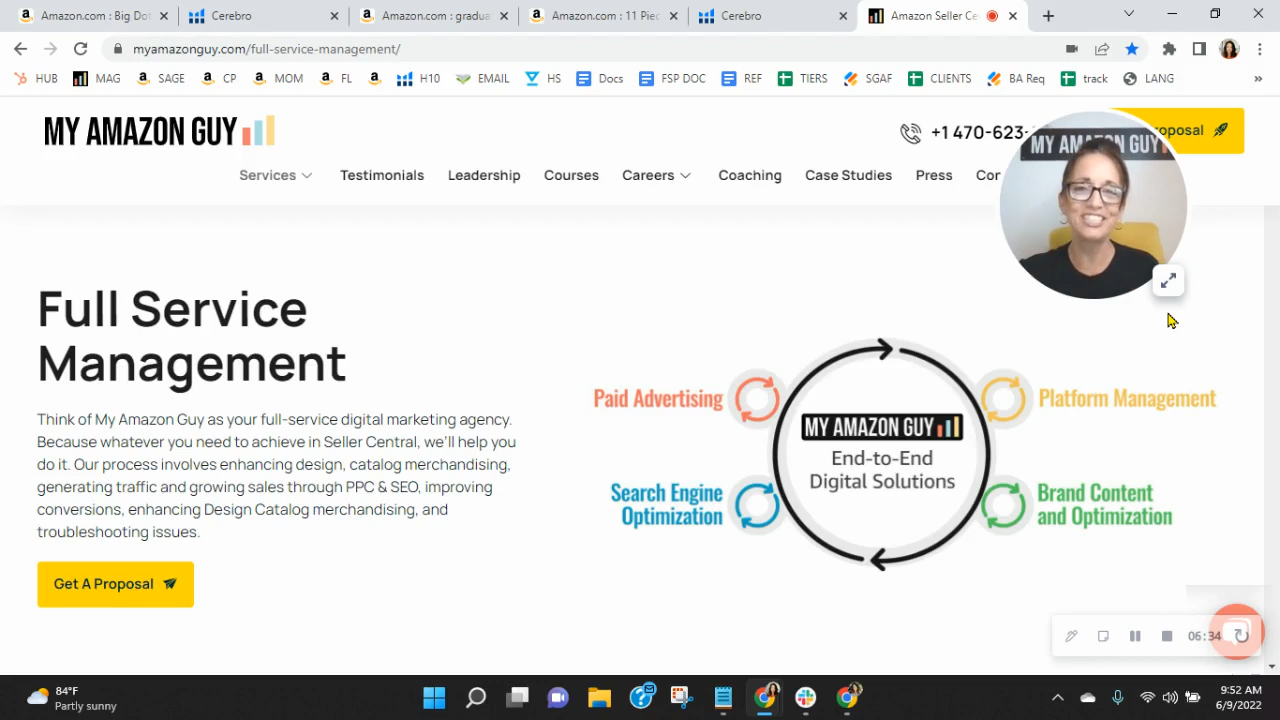 Amazon.com : Big Do
Cerebro
Amazon.com : gradua
Amazon.com : 11 Piec
Cerebro
Amazon Seller Ce
myamazonguy.com/full-service-management/
HUB MAG SAGE CP MOM FL H10 EMAIL HS Docs FSP DOC REF TIERS SGAF CLIENTS BA Req track LANG
MY AMAZON GUY
+1 470-623-
oposal
MY AMAZON GUY
Services Testimonials Leadership Courses Careers Coaching Case Studies Press Con
Full Service
Management
Think of My Amazon Guy as your full-service digital marketing agency.
Because whatever you need to achieve in Seller Central, we'll help you
do it. Our process involves enhancing design, catalog merchandising,
generating traffic and growing sales through PPC & SEO, improving
conversions, enhancing Design Catalog merchandising, and
troubleshooting issues.
Get A Proposal
Paid Advertising
Platform Management
MY AMAZON GUY
End-to-End
Digital Solutions
Search Engine
Optimization
Brand Content
and Optimization
06:34
84°F
Partly sunny
9:52 AM
6/9/2022